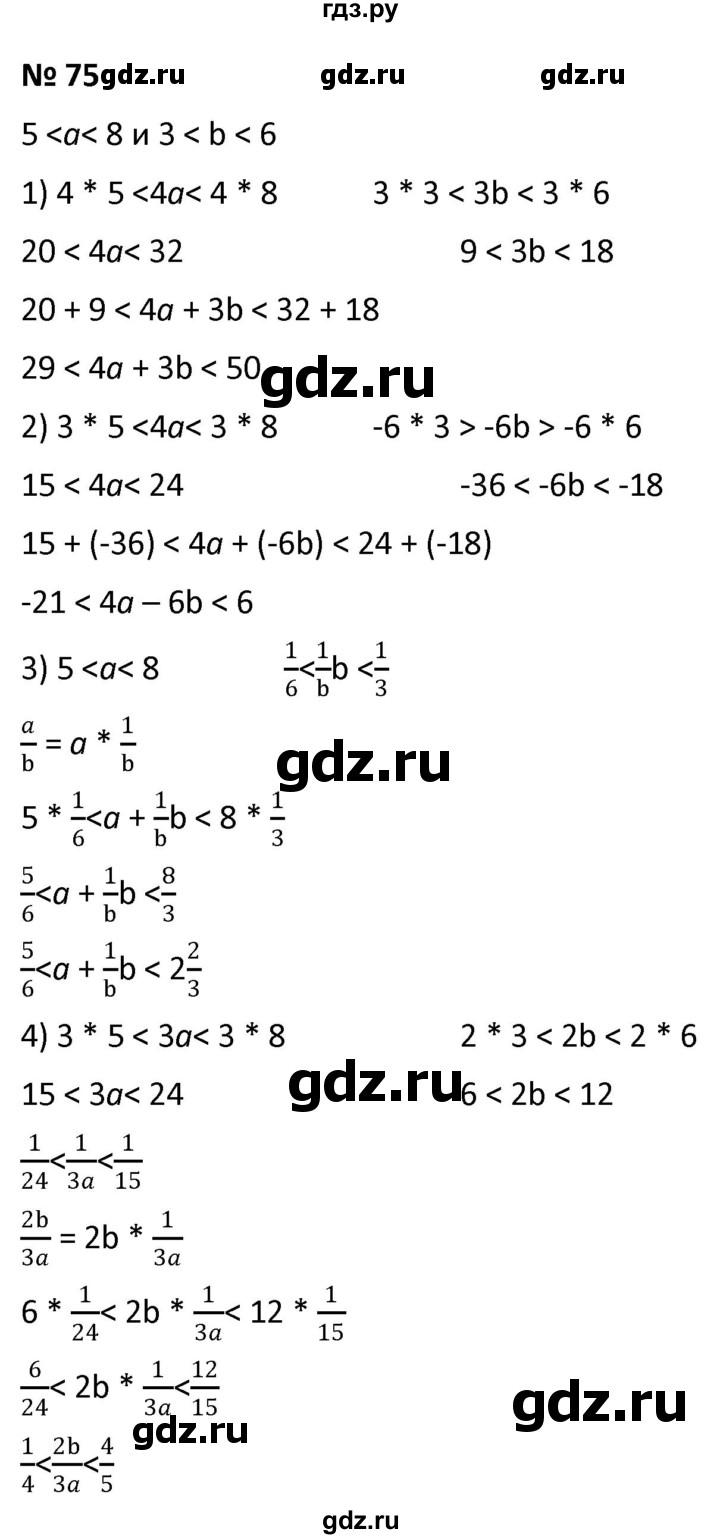 гдз.ру
№ 75gdz.ru gdz.ru gdz.ru
5 <a< 8 и 3 < b < 6
1) 4 * 5 <4a< 4 * 8 3 * 3 < 3b < 3 * 6
20 < 4a< 32 9 < 3b < 18
20 + 9 < 4a + 3b < 32 + 18
29 < 4a + 3b < 50
gdz.ru
2) 3 * 5 <4a< 3 * 8 -6 * 3 > -6b > -6 * 6
15 < 4a< 24 -36 < -6b < -18
15 + (-36) < 4a + (-6b) < 24 + (-18)
-21 < 4a – 6b < 6
3) 5 <a< 8 1/6<1/b b <1/3
a/b = a * 1/b
gdz.ru
5 * 1/6<a + 1/b b < 8 * 1/3
5/6<a + 1/b b <8/3
5/6<a + 1/b b < 2 2/3
4) 3 * 5 < 3a< 3 * 8 2 * 3 < 2b < 2 * 6
gdz.ru
15 < 3a< 24 6 < 2b < 12
1/24<1/3a<1/15
2b/3a = 2b * 1/3a
6 * 1/24< 2b * 1/3a< 12 * 1/15
6/24< 2b * 1/3a<12/15
gdz.ru
gdz.ru
1/4<2b/3a<4/5
gdz.ru